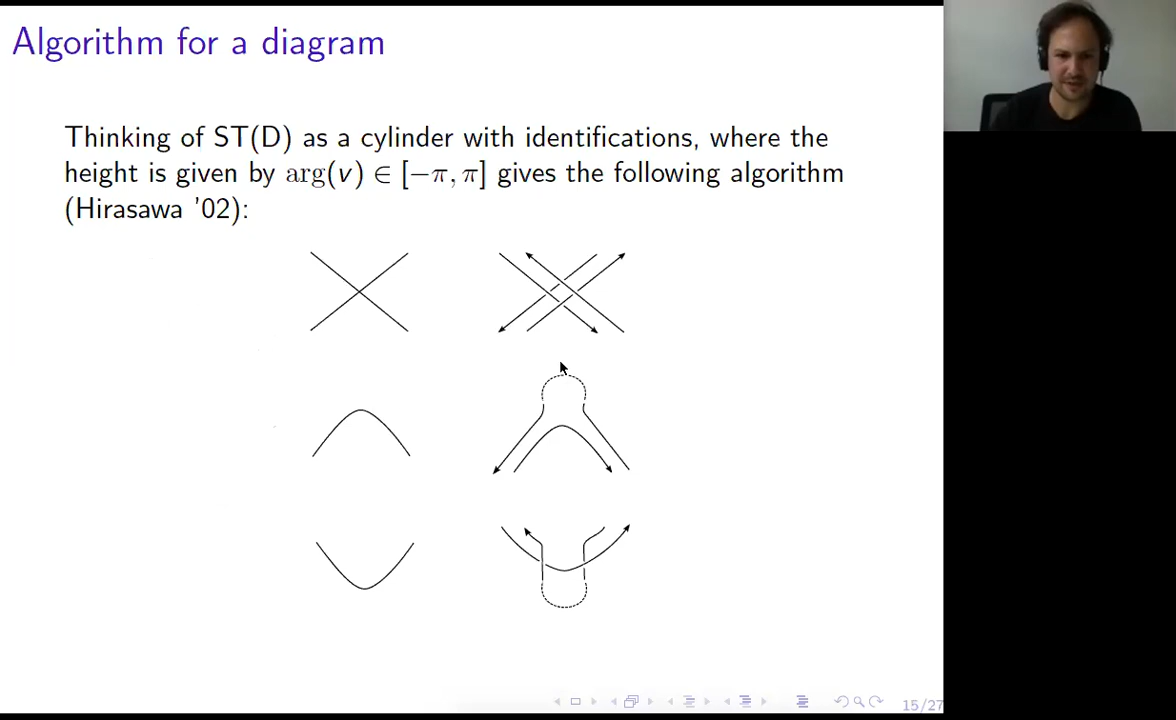 Algorithm for a diagram
Thinking of ST(D) as a cylinder with identifications, where the
height is given by arg(v) ∈ [−π, π] gives the following algorithm
(Hirasawa '02):
15/27